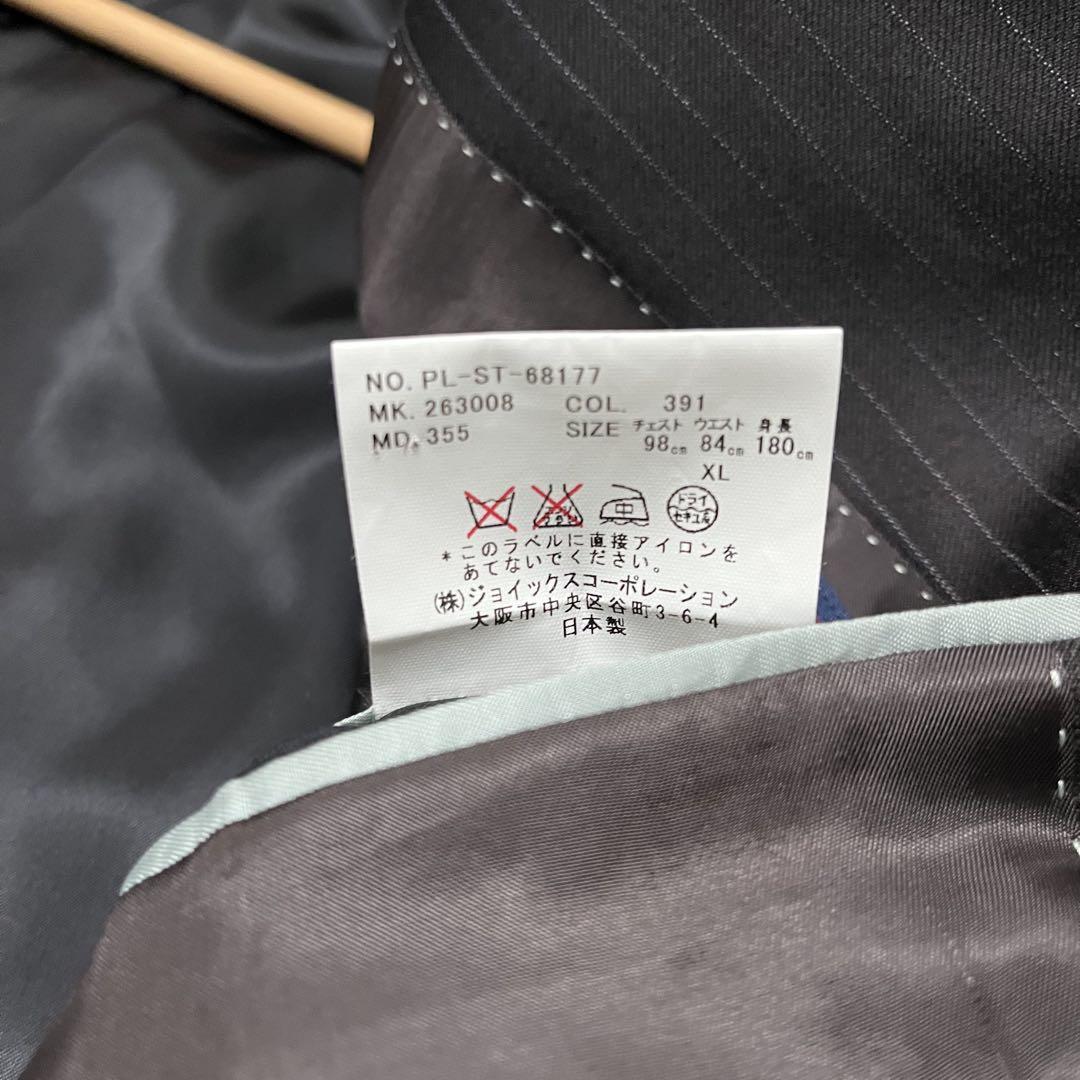 NO. PL-ST-68177
MK. 263008 COL. 391
MD. 355 SIZE チェスト ウエスト 身長
98cm 84cm 180cm
XL
中 ドライ
セキユ系
*このラベルに直接アイロンを
あてないでください。
(株)ジョイックスコーポレーション
大阪市中央区谷町3-6-4
日本製